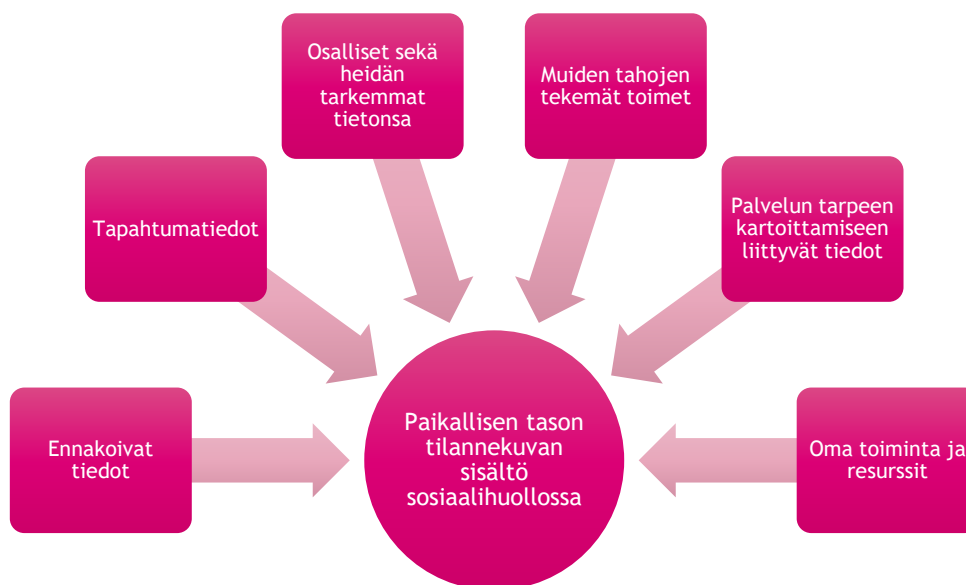 Osalliset sekä
heidän
tarkemmat
tietonsa
Muiden tahojen
tekemät toimet
Tapahtumatiedot
Palvelun tarpeen
kartoittamiseen
liittyvät tiedot
Ennakoivat
tiedot
Paikallisen tason
tilannekuvan
sisältö
sosiaalihuollossa
Oma toiminta ja
resurssit